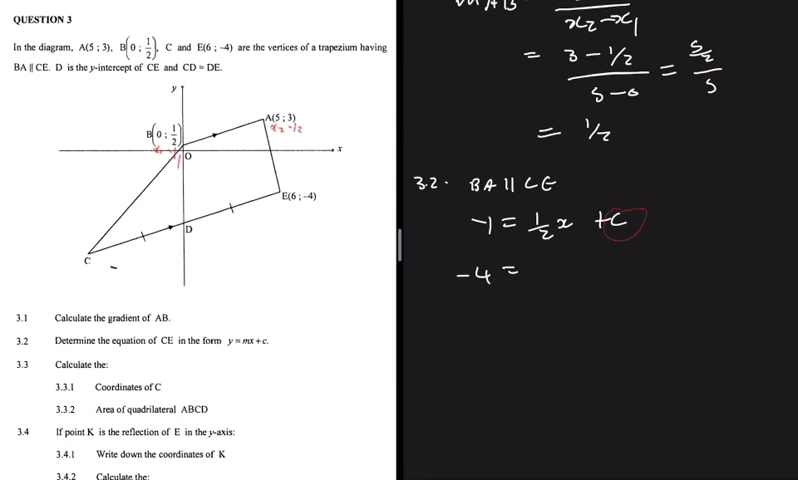 QUESTION 3
In the diagram, A(5 ; 3), B(0 ; 1/2), C and E(6 ; −4) are the vertices of a trapezium having
BA ∥ CE. D is the y-intercept of CE and CD = DE.
y
A(5 ; 3)
x₂ y₂
B(0 ; 1/2)
x
O
E(6 ; −4)
D
C
3.1 Calculate the gradient of AB.
3.2 Determine the equation of CE in the form y = mx + c.
3.3 Calculate the:
3.3.1 Coordinates of C
3.3.2 Area of quadrilateral ABCD
3.4 If point K is the reflection of E in the y-axis:
3.4.1 Write down the coordinates of K
3.4.2 Calculate the:
x₂ − x₁
= 3 − 1/2 / 5 − 0 = 5/2 / 5
= 1/2
3.2. BA ∥ CE
y = 1/2 x + c
−4 =